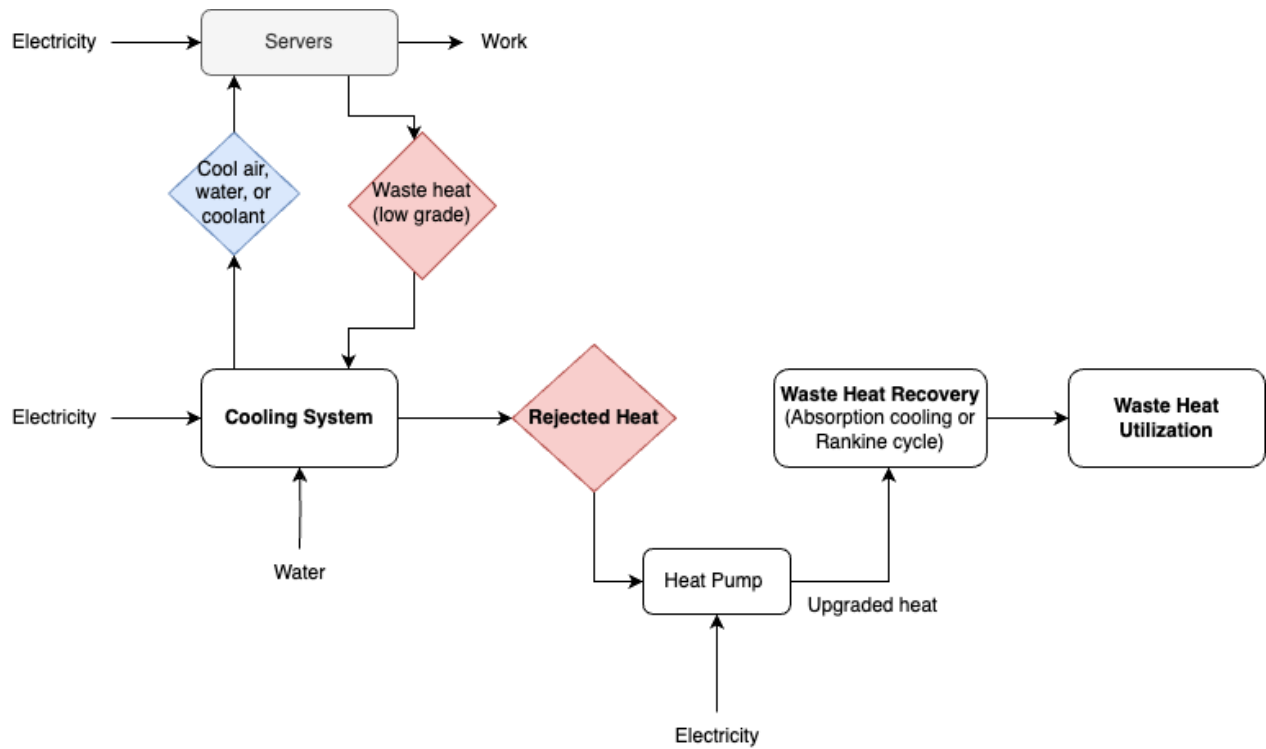 Electricity
Servers
Work
Cool air,
water, or
coolant
Waste heat
(low grade)
Electricity
Cooling System
Rejected Heat
Waste Heat Recovery
(Absorption cooling or
Rankine cycle)
Waste Heat
Utilization
Water
Heat Pump
Upgraded heat
Electricity